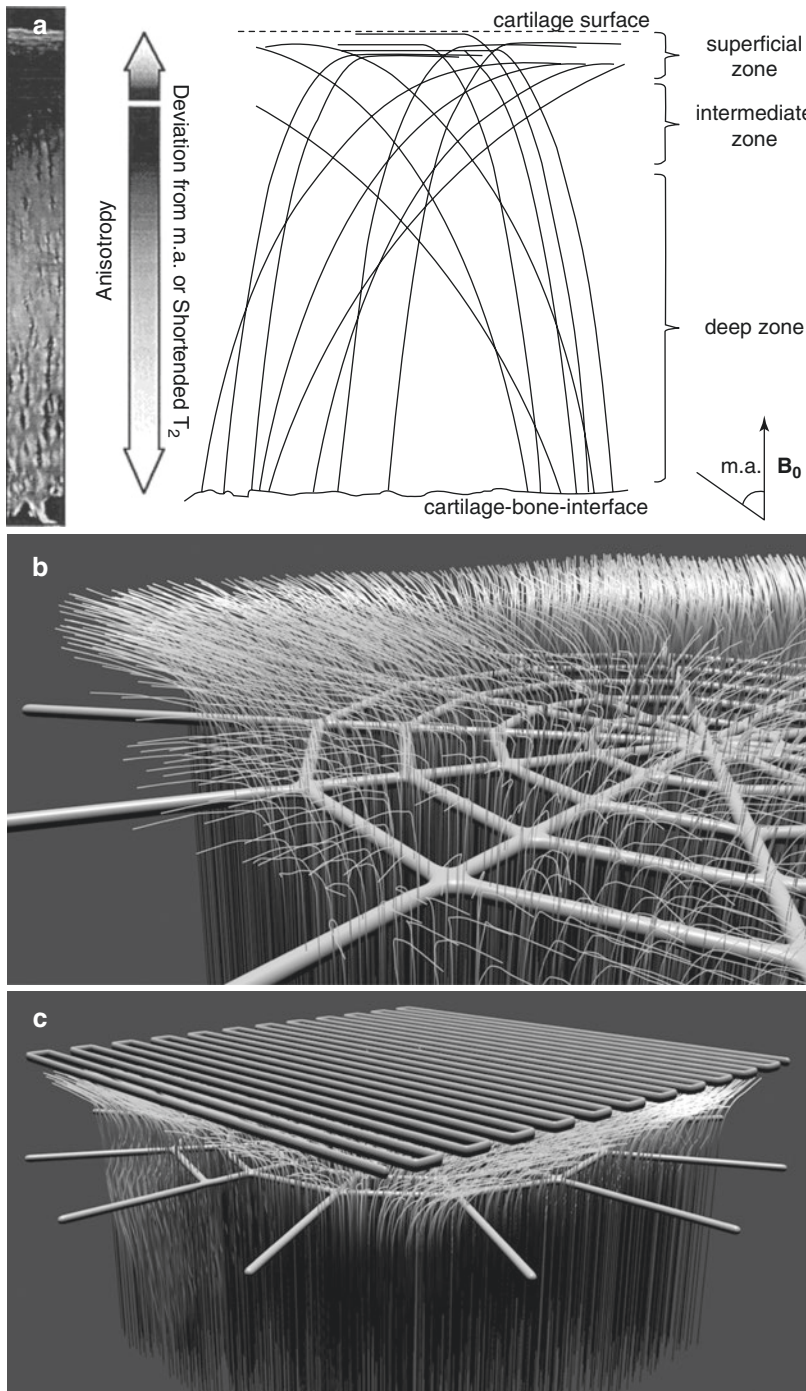 a
cartilage surface
superficial
zone
intermediate
zone
deep zone
Deviation from m.a. or Shortended T2
Anisotropy
m.a.
B0
cartilage-bone-interface
b
c